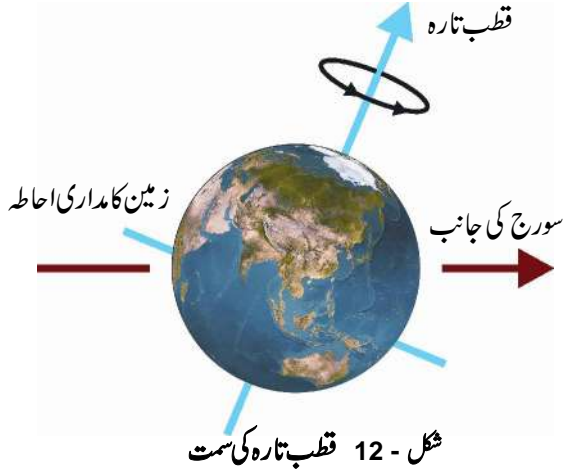 قطب تارہ
زمین کا مداری احاطہ
سورج کی جانب
شکل - 12 قطب تارہ کی سمت